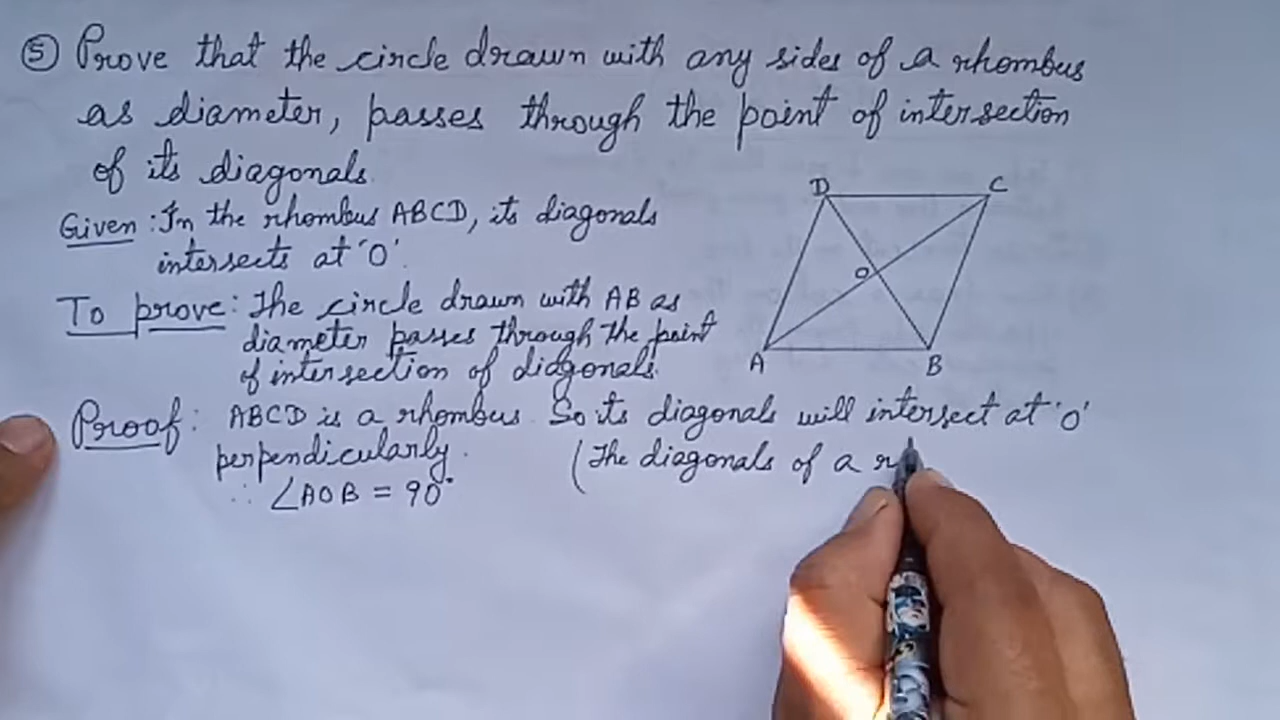 ⑤ Prove that the circle drawn with any sides of a rhombus
as diameter, passes through the point of intersection
of its diagonals.
Given : In the rhombus ABCD, its diagonals
intersects at 'O'.
To prove : The circle drawn with AB as
diameter passes through the point
of intersection of diagonals.
D C
O
A B
Proof : ABCD is a rhombus. So its diagonals will intersect at 'O'
perpendicularly. (The diagonals of a r
∴ ∠AOB = 90°